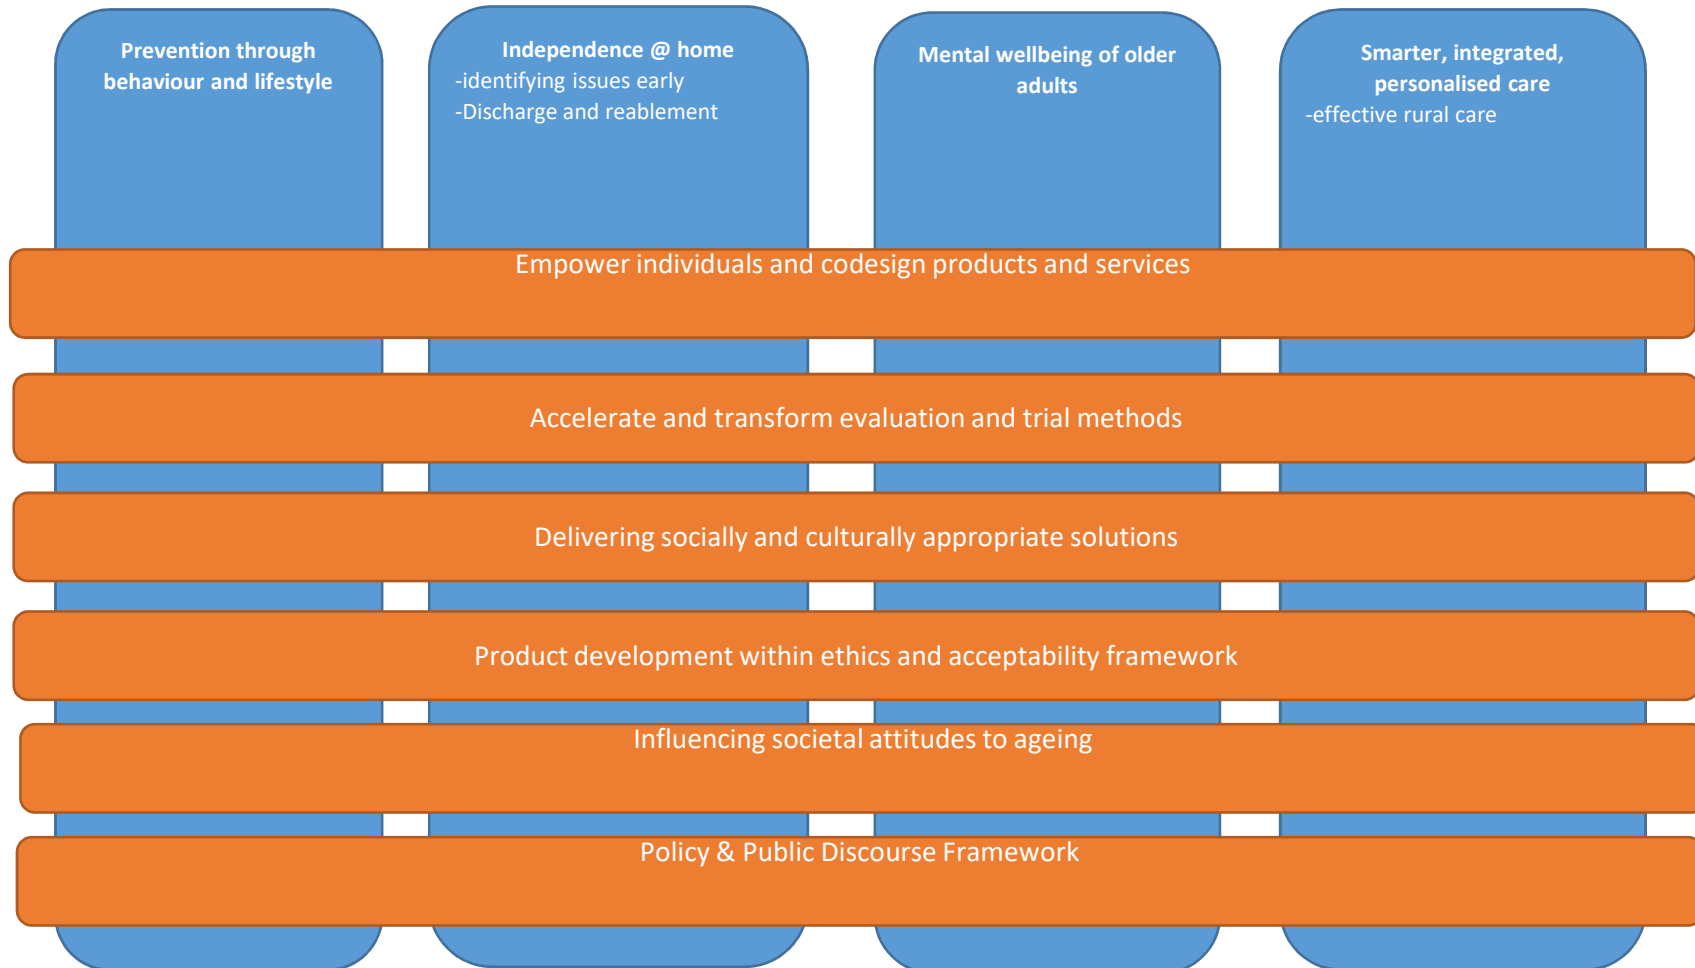 Prevention through
behaviour and lifestyle
Independence @ home
-identifying issues early
-Discharge and reablement
Mental wellbeing of older
adults
Smarter, integrated,
personalised care
-effective rural care
Empower individuals and codesign products and services
Accelerate and transform evaluation and trial methods
Delivering socially and culturally appropriate solutions
Product development within ethics and acceptability framework
Influencing societal attitudes to ageing
Policy & Public Discourse Framework